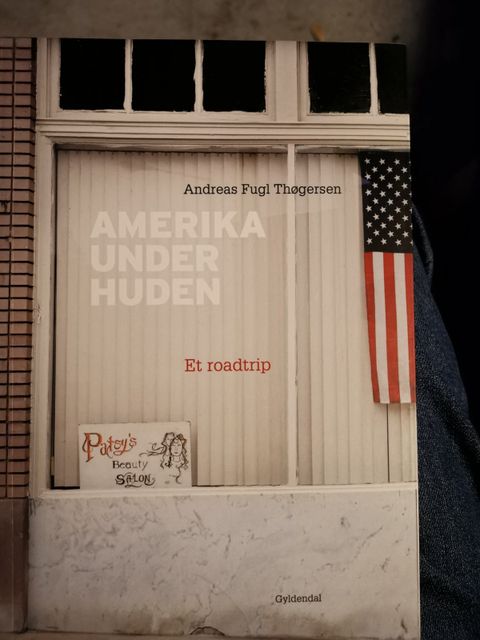 Andreas Fugl Thøgersen
AMERIKA
UNDER
HUDEN
Et roadtrip
Patsy's
Beauty
SALON
Gyldendal